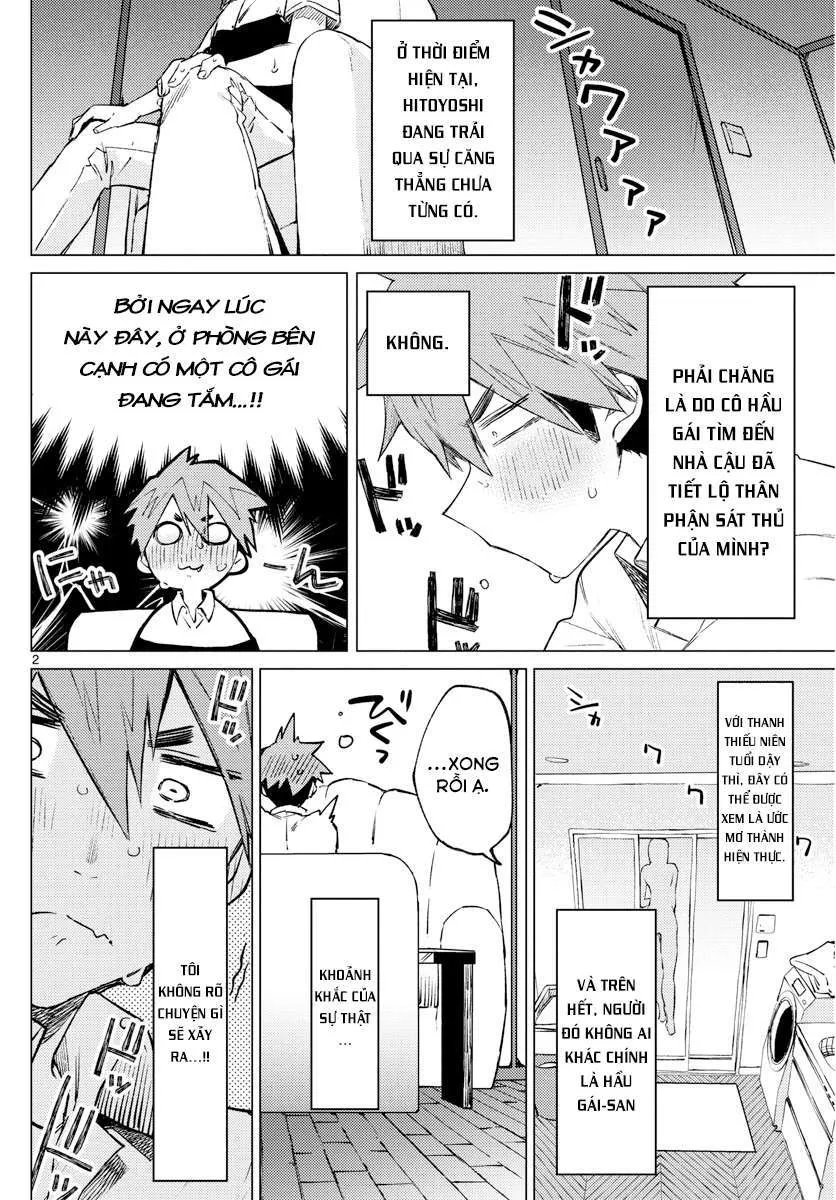 シャワァァァ
Ở THỜI ĐIỂM
HIỆN TẠI,
HITOYOSHI
ĐANG TRẢI
QUA SỰ CĂNG
THẲNG CHƯA
TỪNG CÓ.
PHẢI CHĂNG
LÀ DO CÔ HẦU
GÁI TÌM ĐẾN
NHÀ CẬU ĐÃ
TIẾT LỘ THÂN
PHẬN SÁT THỦ
CỦA MÌNH?
KHÔNG.
BỞI NGAY LÚC
NÀY ĐÂY, Ở PHÒNG BÊN
CẠNH CÓ MỘT CÔ GÁI
ĐANG TẮM...!!
2
VỚI THANH
THIẾU NIÊN
TUỔI DẬY
THÌ, ĐÂY CÓ
THỂ ĐƯỢC
XEM LÀ ƯỚC
MƠ THÀNH
HIỆN THỰC.
VÀ TRÊN
HẾT, NGƯỜI
ĐÓ KHÔNG AI
KHÁC CHÍNH
LÀ HẦU
GÁI-SAN
...XONG
RỒI Ạ.
KHOẢNH
KHẮC CỦA
SỰ THẬT
...
TÔI
KHÔNG RÕ
CHUYỆN GÌ
SẼ XẢY
RA...!!